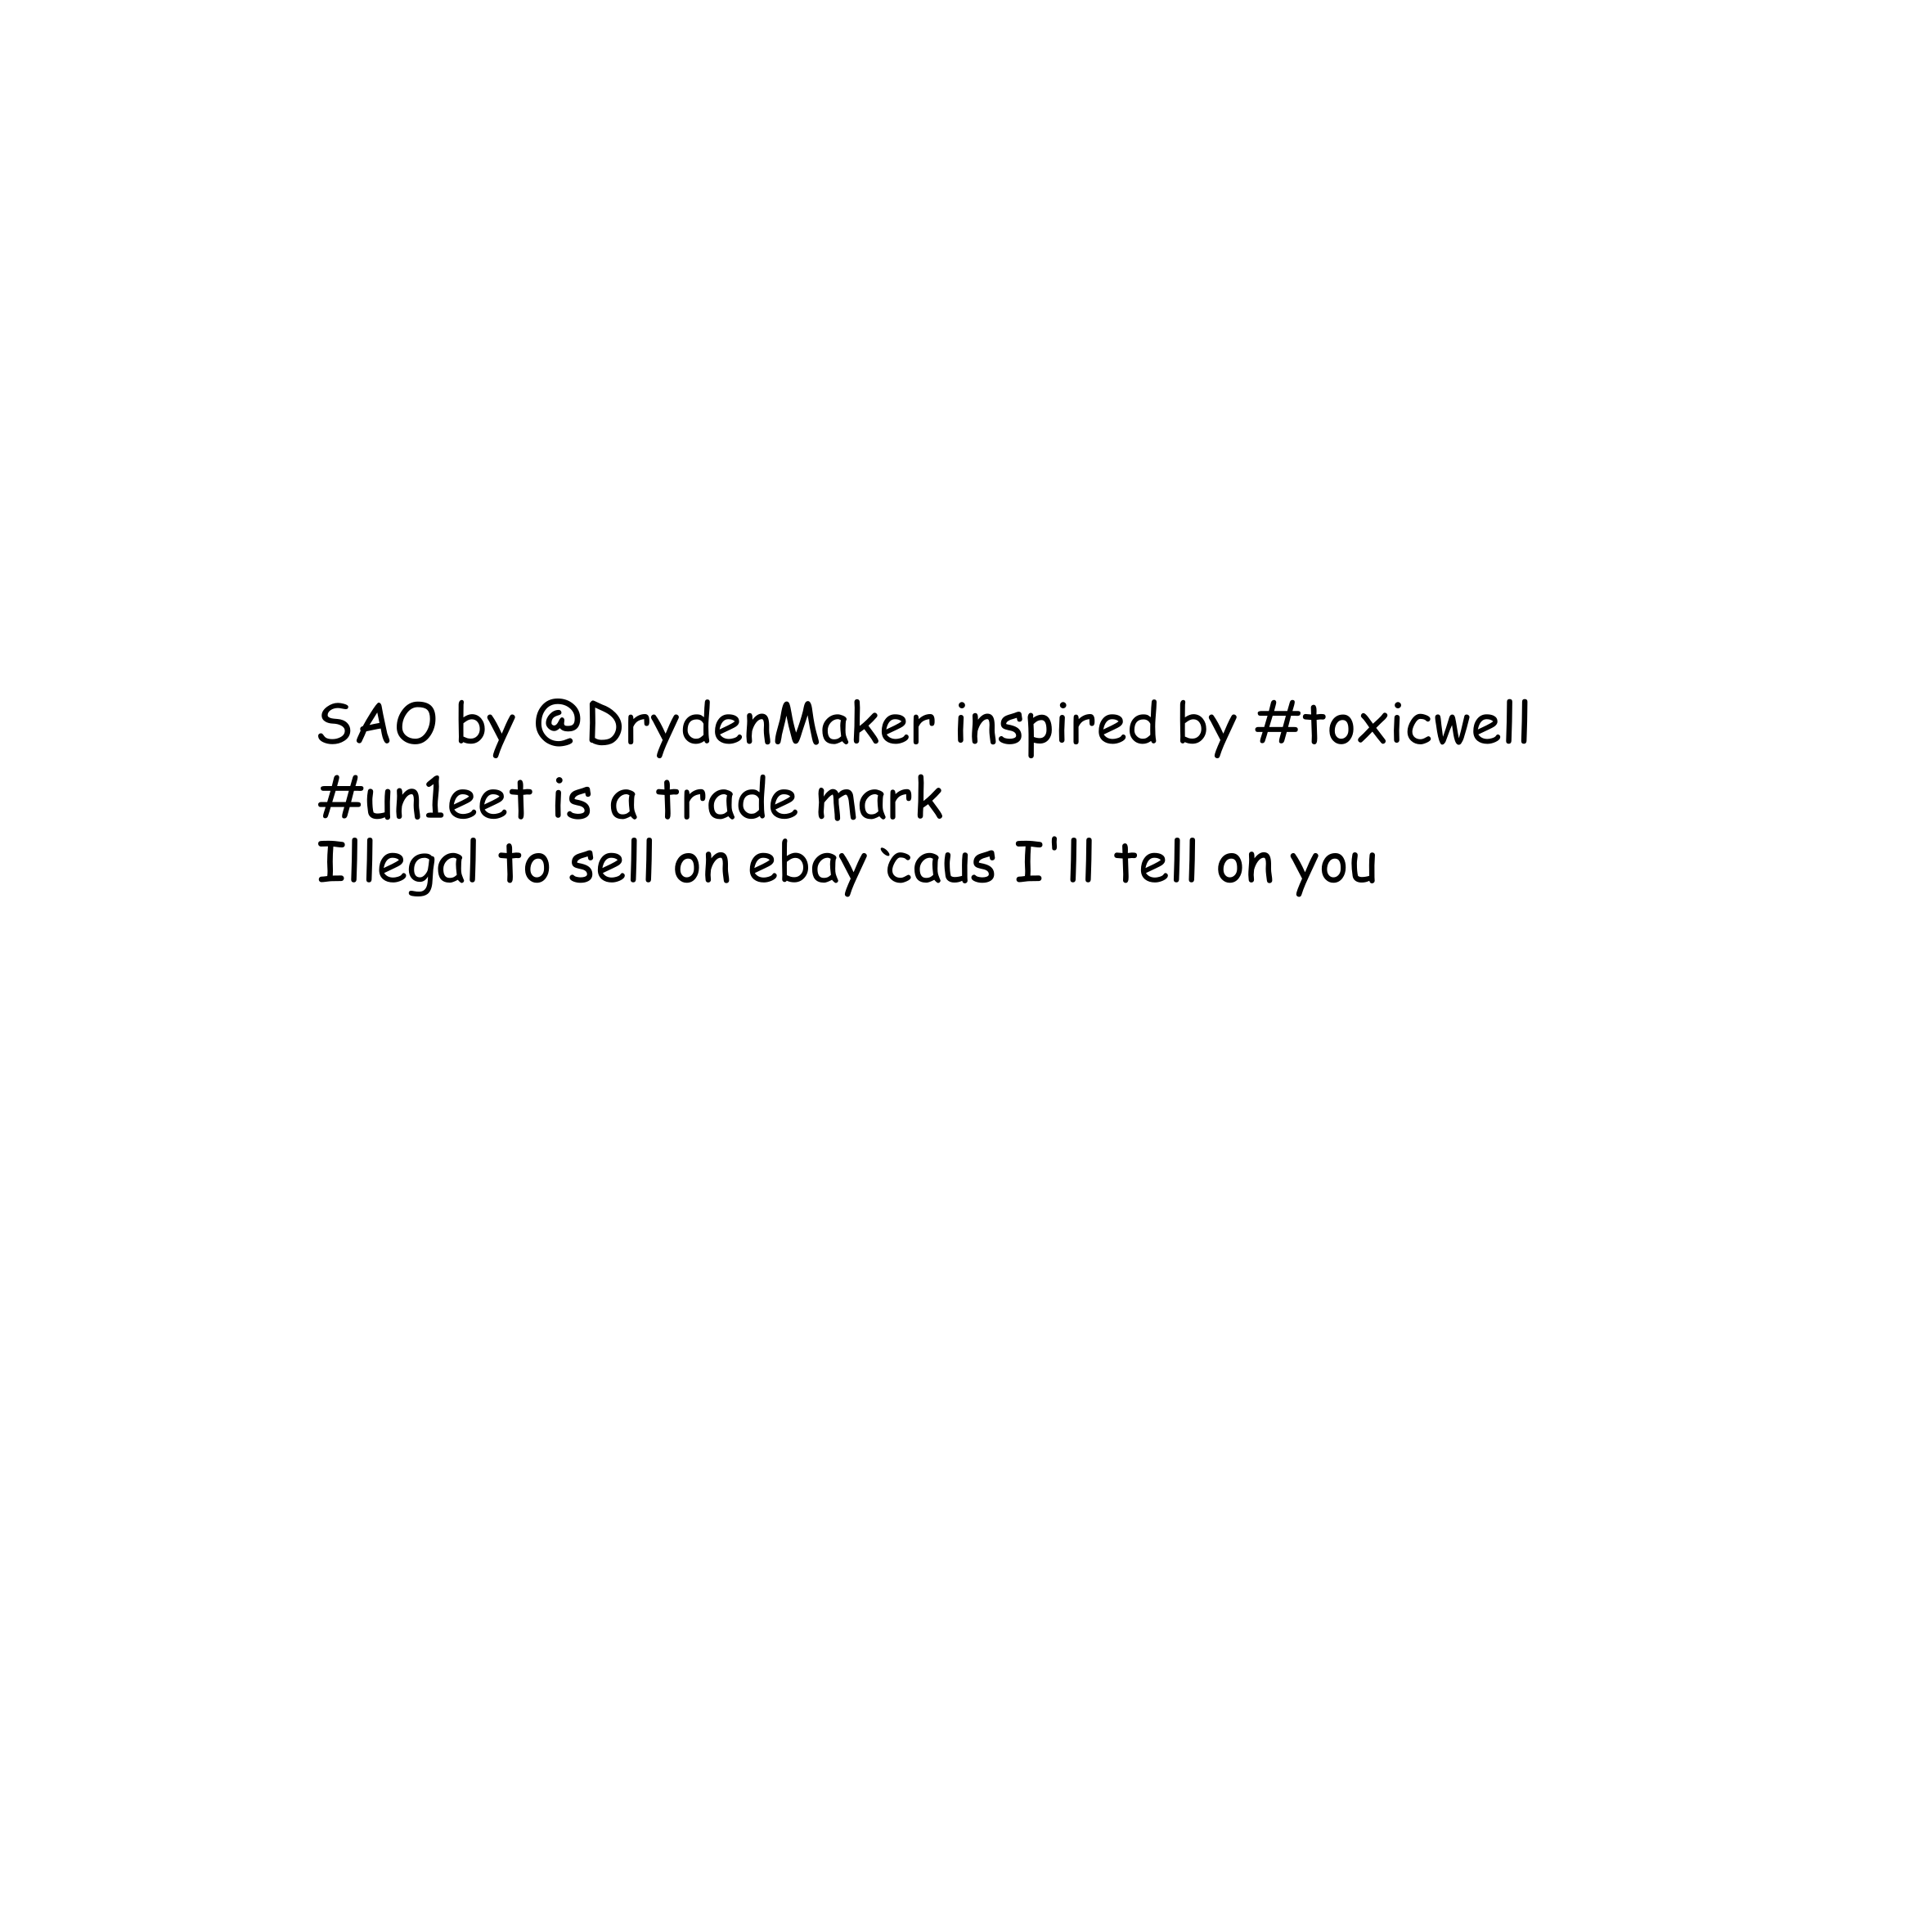 SAO by @DrydenMaker inspired by #toxicwell
#un1eet is a trade mark
Illegal to sell on ebay `caus I'll tell on you